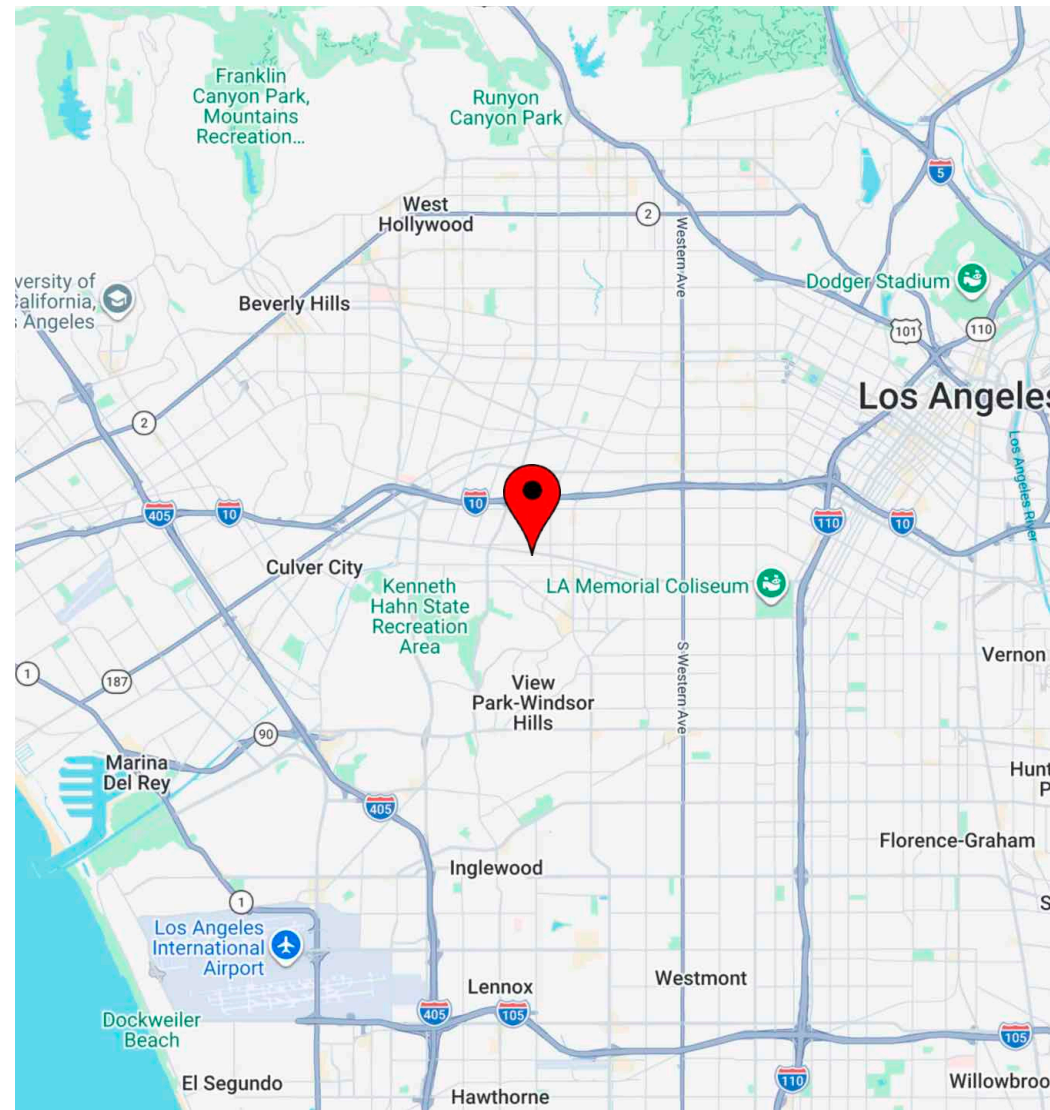 Franklin
Canyon Park,
Mountains
Recreation...
Runyon
Canyon Park
5
West
Hollywood
2
Western Ave
versity of
California,
s Angeles
Beverly Hills
Dodger Stadium
101
110
Los Angeles
2
Los Angeles River
405
10
10
110
10
Culver City
Kenneth
Hahn State
Recreation
Area
LA Memorial Coliseum
S Western Ave
1
187
Vernon
View
Park-Windsor
Hills
90
Marina
Del Rey
Hunt
P
405
Florence-Graham
Inglewood
1
S
Los Angeles
International
Airport
Lennox
Westmont
405
105
Dockweiler
Beach
105
El Segundo
Hawthorne
110
Willowbroo